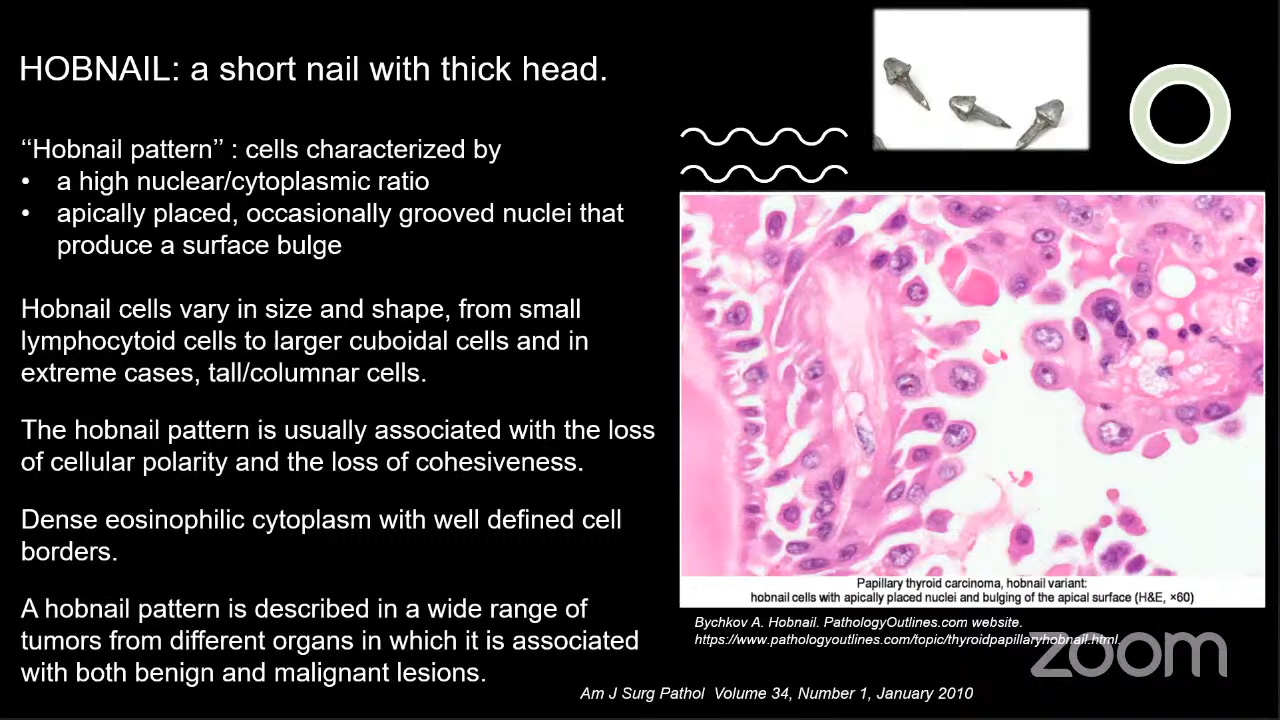 HOBNAIL: a short nail with thick head.
‘‘Hobnail pattern’’ : cells characterized by
• a high nuclear/cytoplasmic ratio
• apically placed, occasionally grooved nuclei that
produce a surface bulge
Hobnail cells vary in size and shape, from small
lymphocytoid cells to larger cuboidal cells and in
extreme cases, tall/columnar cells.
The hobnail pattern is usually associated with the loss
of cellular polarity and the loss of cohesiveness.
Dense eosinophilic cytoplasm with well defined cell
borders.
A hobnail pattern is described in a wide range of
tumors from different organs in which it is associated
with both benign and malignant lesions.
Papillary thyroid carcinoma, hobnail variant:
hobnail cells with apically placed nuclei and bulging of the apical surface (H&E, ×60)
Bychkov A. Hobnail. PathologyOutlines.com website.
https://www.pathologyoutlines.com/topic/thyroidpapillaryhobnail.html.
zoom
Am J Surg Pathol Volume 34, Number 1, January 2010